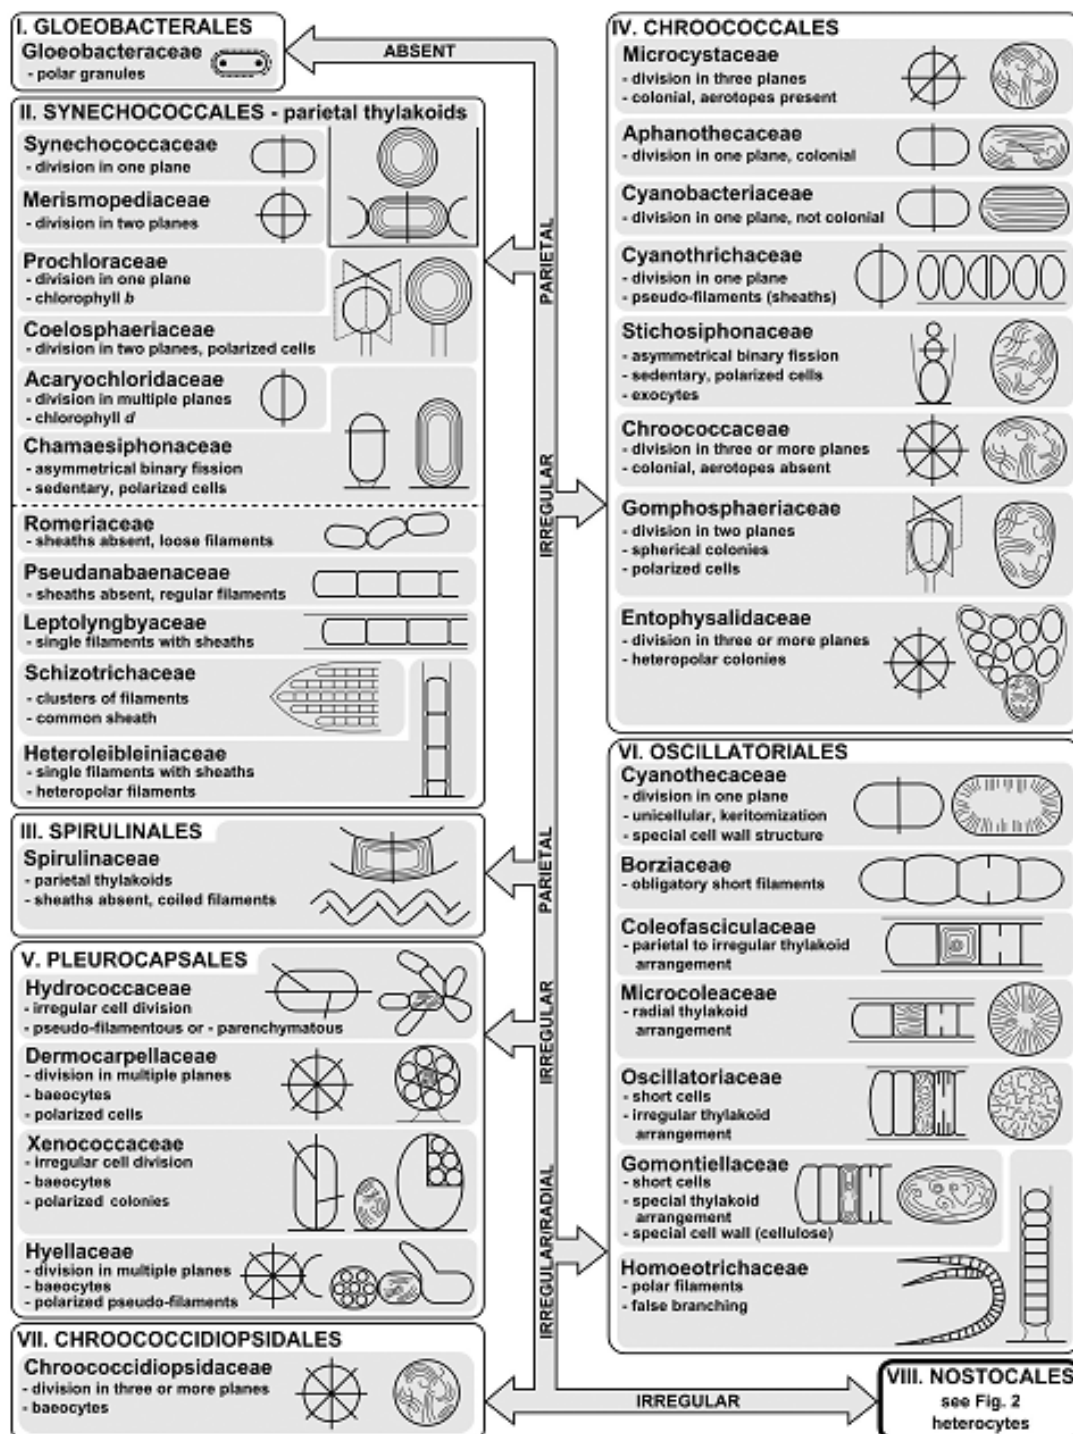 I. GLOEOBACTERALES
Gloeobacteraceae
- polar granules
ABSENT
II. SYNECHOCOCCALES - parietal thylakoids
Synechococcaceae
- division in one plane
Merismopediaceae
- division in two planes
Prochloraceae
- division in one plane
- chlorophyll b
Coelosphaeriaceae
- division in two planes, polarized cells
Acaryochloridaceae
- division in multiple planes
- chlorophyll d
Chamaesiphonaceae
- asymmetrical binary fission
- sedentary, polarized cells
Romeriaceae
- sheaths absent, loose filaments
Pseudanabaenaceae
- sheaths absent, regular filaments
Leptolyngbyaceae
- single filaments with sheaths
Schizotrichaceae
- clusters of filaments
- common sheath
Heteroleibleiniaceae
- single filaments with sheaths
- heteropolar filaments
III. SPIRULINALES
Spirulinaceae
- parietal thylakoids
- sheaths absent, coiled filaments
V. PLEUROCAPSALES
Hydrococcaceae
- irregular cell division
- pseudo-filamentous or - parenchymatous
Dermocarpellaceae
- division in multiple planes
- baeocytes
- polarized cells
Xenococcaceae
- irregular cell division
- baeocytes
- polarized colonies
Hyellaceae
- division in multiple planes
- baeocytes
- polarized pseudo-filaments
VII. CHROOCOCCIDIOPSIDALES
Chroococcidiopsidaceae
- division in three or more planes
- baeocytes
PARIETAL
IRREGULAR
PARIETAL
IRREGULAR
IRREGULAR/RADIAL
IRREGULAR
IV. CHROOCOCCALES
Microcystaceae
- division in three planes
- colonial, aerotopes present
Aphanothecaceae
- division in one plane, colonial
Cyanobacteriaceae
- division in one plane, not colonial
Cyanothrichaceae
- division in one plane
- pseudo-filaments (sheaths)
Stichosiphonaceae
- asymmetrical binary fission
- sedentary, polarized cells
- exocytes
Chroococcaceae
- division in three or more planes
- colonial, aerotopes absent
Gomphosphaeriaceae
- division in two planes
- spherical colonies
- polarized cells
Entophysalidaceae
- division in three or more planes
- heteropolar colonies
VI. OSCILLATORIALES
Cyanothecaceae
- division in one plane
- unicellular, keritomization
- special cell wall structure
Borziaceae
- obligatory short filaments
Coleofasciculaceae
- parietal to irregular thylakoid
arrangement
Microcoleaceae
- radial thylakoid
arrangement
Oscillatoriaceae
- short cells
- irregular thylakoid
arrangement
Gomontiellaceae
- short cells
- special thylakoid
arrangement
- special cell wall (cellulose)
Homoeotrichaceae
- polar filaments
- false branching
VIII. NOSTOCALES
see Fig. 2
heterocytes